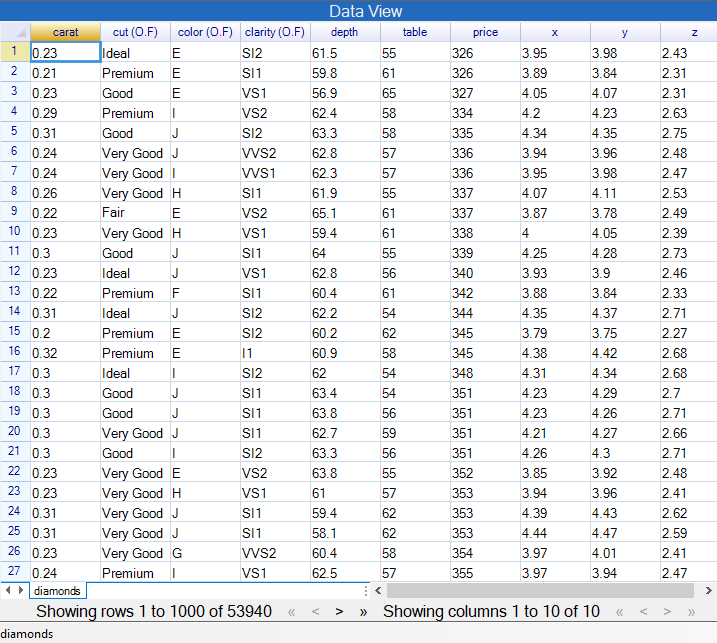 Data View
carat cut (O.F) color (O.F) clarity (O.F) depth table price x y z
1 0.23 Ideal E SI2 61.5 55 326 3.95 3.98 2.43
2 0.21 Premium E SI1 59.8 61 326 3.89 3.84 2.31
3 0.23 Good E VS1 56.9 65 327 4.05 4.07 2.31
4 0.29 Premium I VS2 62.4 58 334 4.2 4.23 2.63
5 0.31 Good J SI2 63.3 58 335 4.34 4.35 2.75
6 0.24 Very Good J VVS2 62.8 57 336 3.94 3.96 2.48
7 0.24 Very Good I VVS1 62.3 57 336 3.95 3.98 2.47
8 0.26 Very Good H SI1 61.9 55 337 4.07 4.11 2.53
9 0.22 Fair E VS2 65.1 61 337 3.87 3.78 2.49
10 0.23 Very Good H VS1 59.4 61 338 4 4.05 2.39
11 0.3 Good J SI1 64 55 339 4.25 4.28 2.73
12 0.23 Ideal J VS1 62.8 56 340 3.93 3.9 2.46
13 0.22 Premium F SI1 60.4 61 342 3.88 3.84 2.33
14 0.31 Ideal J SI2 62.2 54 344 4.35 4.37 2.71
15 0.2 Premium E SI2 60.2 62 345 3.79 3.75 2.27
16 0.32 Premium E I1 60.9 58 345 4.38 4.42 2.68
17 0.3 Ideal I SI2 62 54 348 4.31 4.34 2.68
18 0.3 Good J SI1 63.4 54 351 4.23 4.29 2.7
19 0.3 Good J SI1 63.8 56 351 4.23 4.26 2.71
20 0.3 Very Good J SI1 62.7 59 351 4.21 4.27 2.66
21 0.3 Good I SI2 63.3 56 351 4.26 4.3 2.71
22 0.23 Very Good E VS2 63.8 55 352 3.85 3.92 2.48
23 0.23 Very Good H VS1 61 57 353 3.94 3.96 2.41
24 0.31 Very Good J SI1 59.4 62 353 4.39 4.43 2.62
25 0.31 Very Good J SI1 58.1 62 353 4.44 4.47 2.59
26 0.23 Very Good G VVS2 60.4 58 354 3.97 4.01 2.41
27 0.24 Premium I VS1 62.5 57 355 3.97 3.94 2.47
diamonds
Showing rows 1 to 1000 of 53940 « < > » Showing columns 1 to 10 of 10 « < > »
diamonds